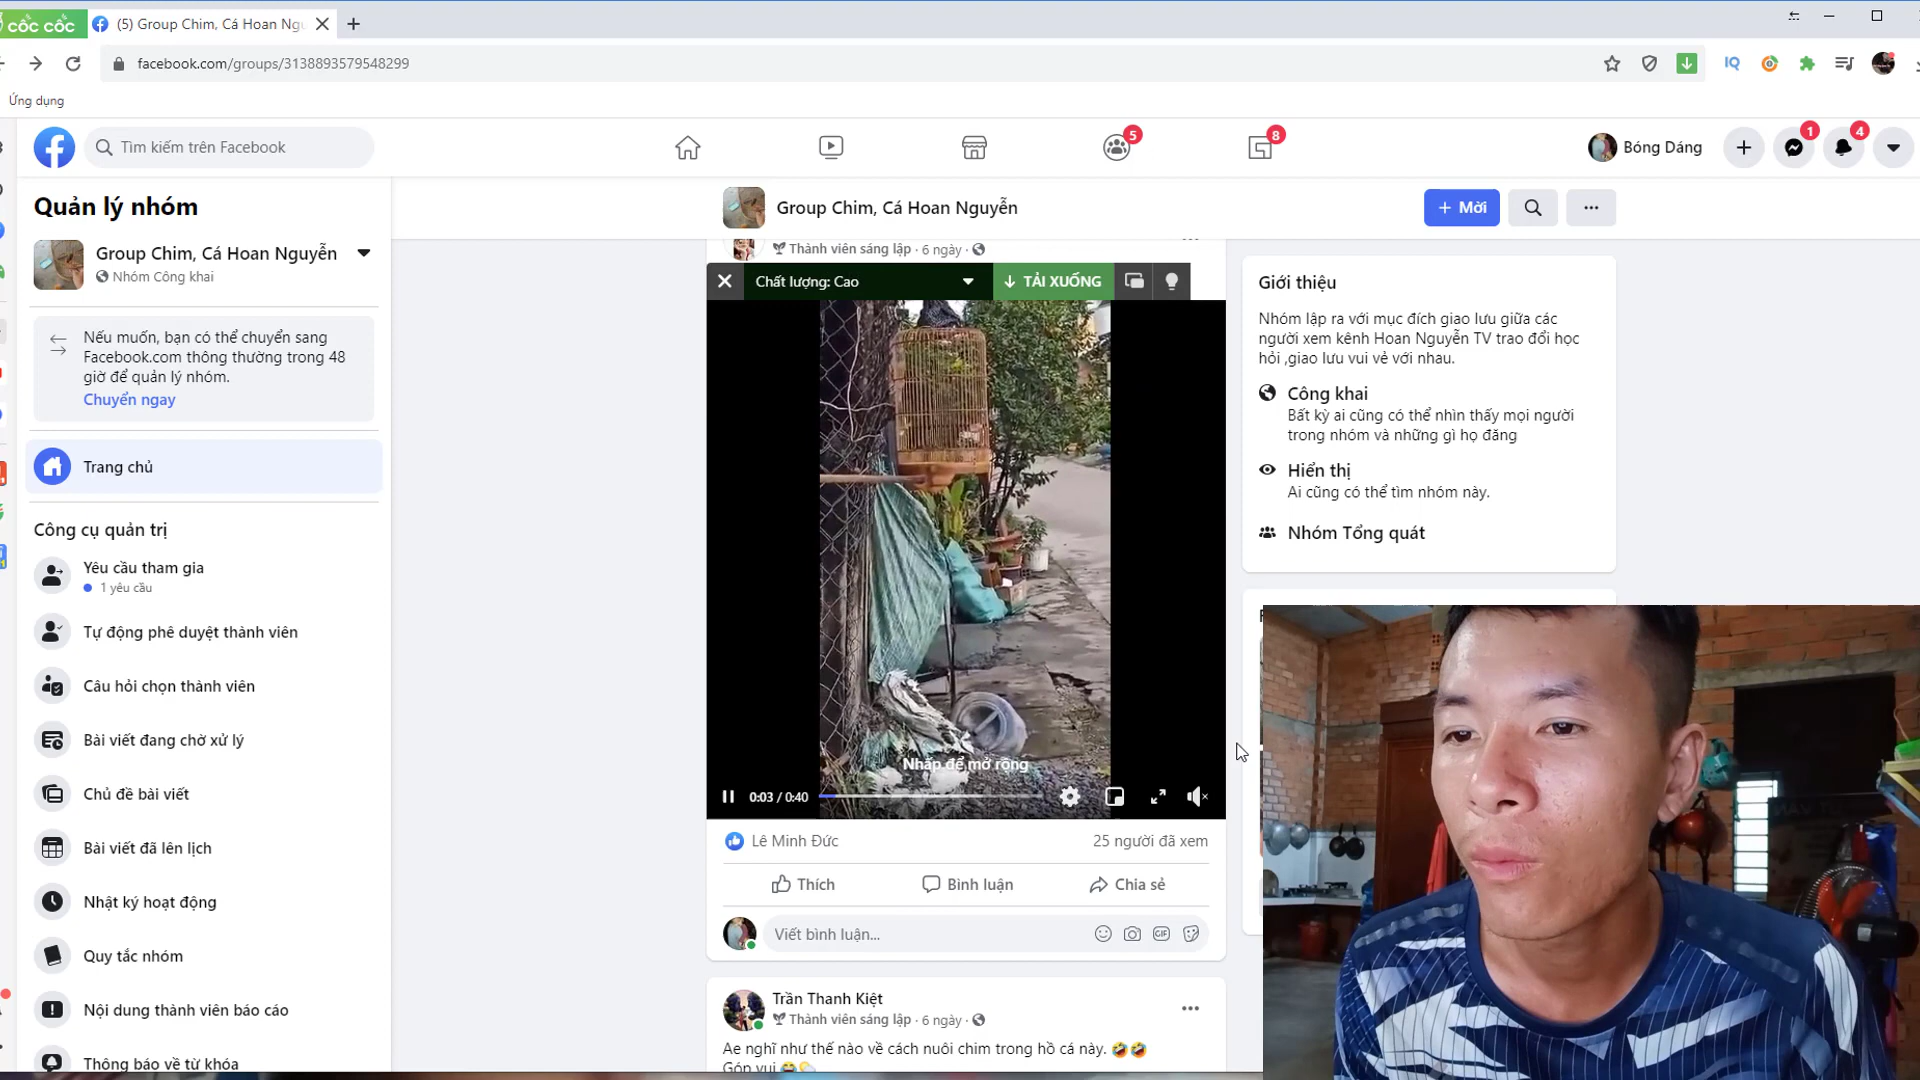 cốc cốc
(5) Group Chim, Cá Hoan Ngu
facebook.com/groups/3138893579548299
IQ
Ứng dụng
Tìm kiếm trên Facebook
5
8
Bóng Dáng
1
4
Quản lý nhóm
Group Chim, Cá Hoan Nguyễn
Nhóm Công khai
Nếu muốn, bạn có thể chuyển sang
Facebook.com thông thường trong 48
giờ để quản lý nhóm.
Chuyển ngay
Trang chủ
Công cụ quản trị
Yêu cầu tham gia
1 yêu cầu
Tự động phê duyệt thành viên
Câu hỏi chọn thành viên
Bài viết đang chờ xử lý
Chủ đề bài viết
Bài viết đã lên lịch
Nhật ký hoạt động
Quy tắc nhóm
Nội dung thành viên báo cáo
Thông báo về từ khóa
Group Chim, Cá Hoan Nguyễn
+ Mời
Thành viên sáng lập · 6 ngày ·
Chất lượng: Cao
TẢI XUỐNG
Nhấp để mở rộng
0:03 / 0:40
Lê Minh Đức
25 người đã xem
Thích
Bình luận
Chia sẻ
Viết bình luận...
GIF
Trần Thanh Kiệt
Thành viên sáng lập · 6 ngày ·
Ae nghĩ như thế nào về cách nuôi chim trong hồ cá này. 🤣🤣
Góp vui
Giới thiệu
Nhóm lập ra với mục đích giao lưu giữa các
người xem kênh Hoan Nguyễn TV trao đổi học
hỏi ,giao lưu vui vẻ với nhau.
Công khai
Bất kỳ ai cũng có thể nhìn thấy mọi người
trong nhóm và những gì họ đăng
Hiển thị
Ai cũng có thể tìm nhóm này.
Nhóm Tổng quát